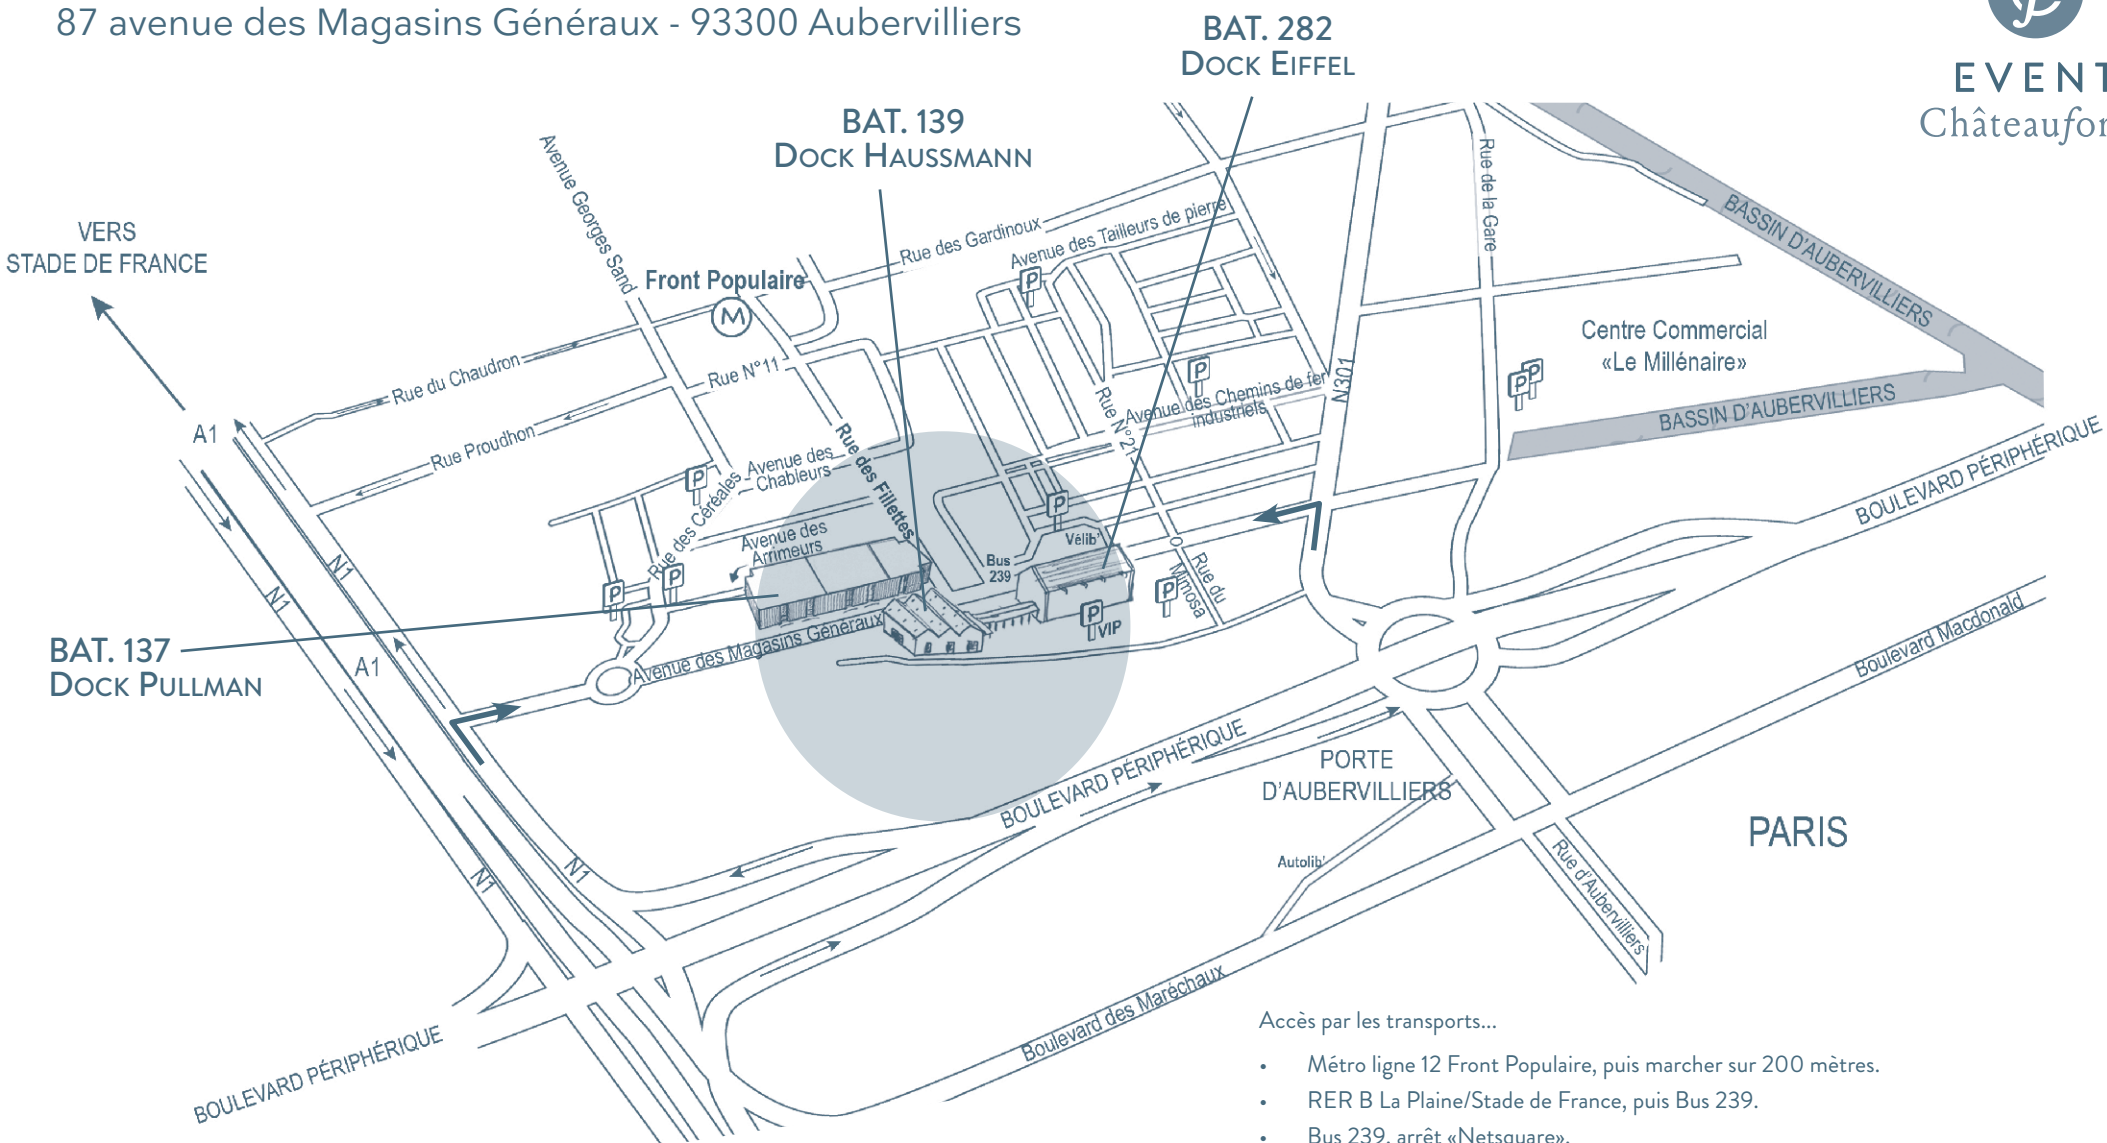 87 avenue des Magasins Généraux - 93300 Aubervilliers
BAT. 282
DOCK EIFFEL
EVENT
Châteaufor
BAT. 139
DOCK HAUSSMANN
VERS
STADE DE FRANCE
Avenue Georges Sand
Front Populaire
M
Rue des Gardinoux
Avenue des Tailleurs de pierre
P
Rue de la Gare
BASSIN D'AUBERVILLIERS
Centre Commercial
«Le Millénaire»
P
P
BASSIN D'AUBERVILLIERS
BOULEVARD PÉRIPHÉRIQUE
N301
P
Avenue des Chemins de fer
industriels
Rue N°21
Rue du Chaudron
Rue N°11
Rue Proudhon
A1
Rue des Fillettes
Avenue des
Chableurs
P
Rue des Céréales
Avenue des
Arrimeurs
P
P
P
Vélib'
Bus
239
P
VIP
P
Rue du
Mimosa
N1
N1
A1
BAT. 137
DOCK PULLMAN
Avenue des Magasins Généraux
Boulevard Macdonald
BOULEVARD PÉRIPHÉRIQUE
PORTE
D'AUBERVILLIERS
PARIS
Autolib'
Rue d'Aubervilliers
N1
N1
Boulevard des Maréchaux
BOULEVARD PÉRIPHÉRIQUE
Accès par les transports...
• Métro ligne 12 Front Populaire, puis marcher sur 200 mètres.
• RER B La Plaine/Stade de France, puis Bus 239.
• Bus 239, arrêt «Netsquare».